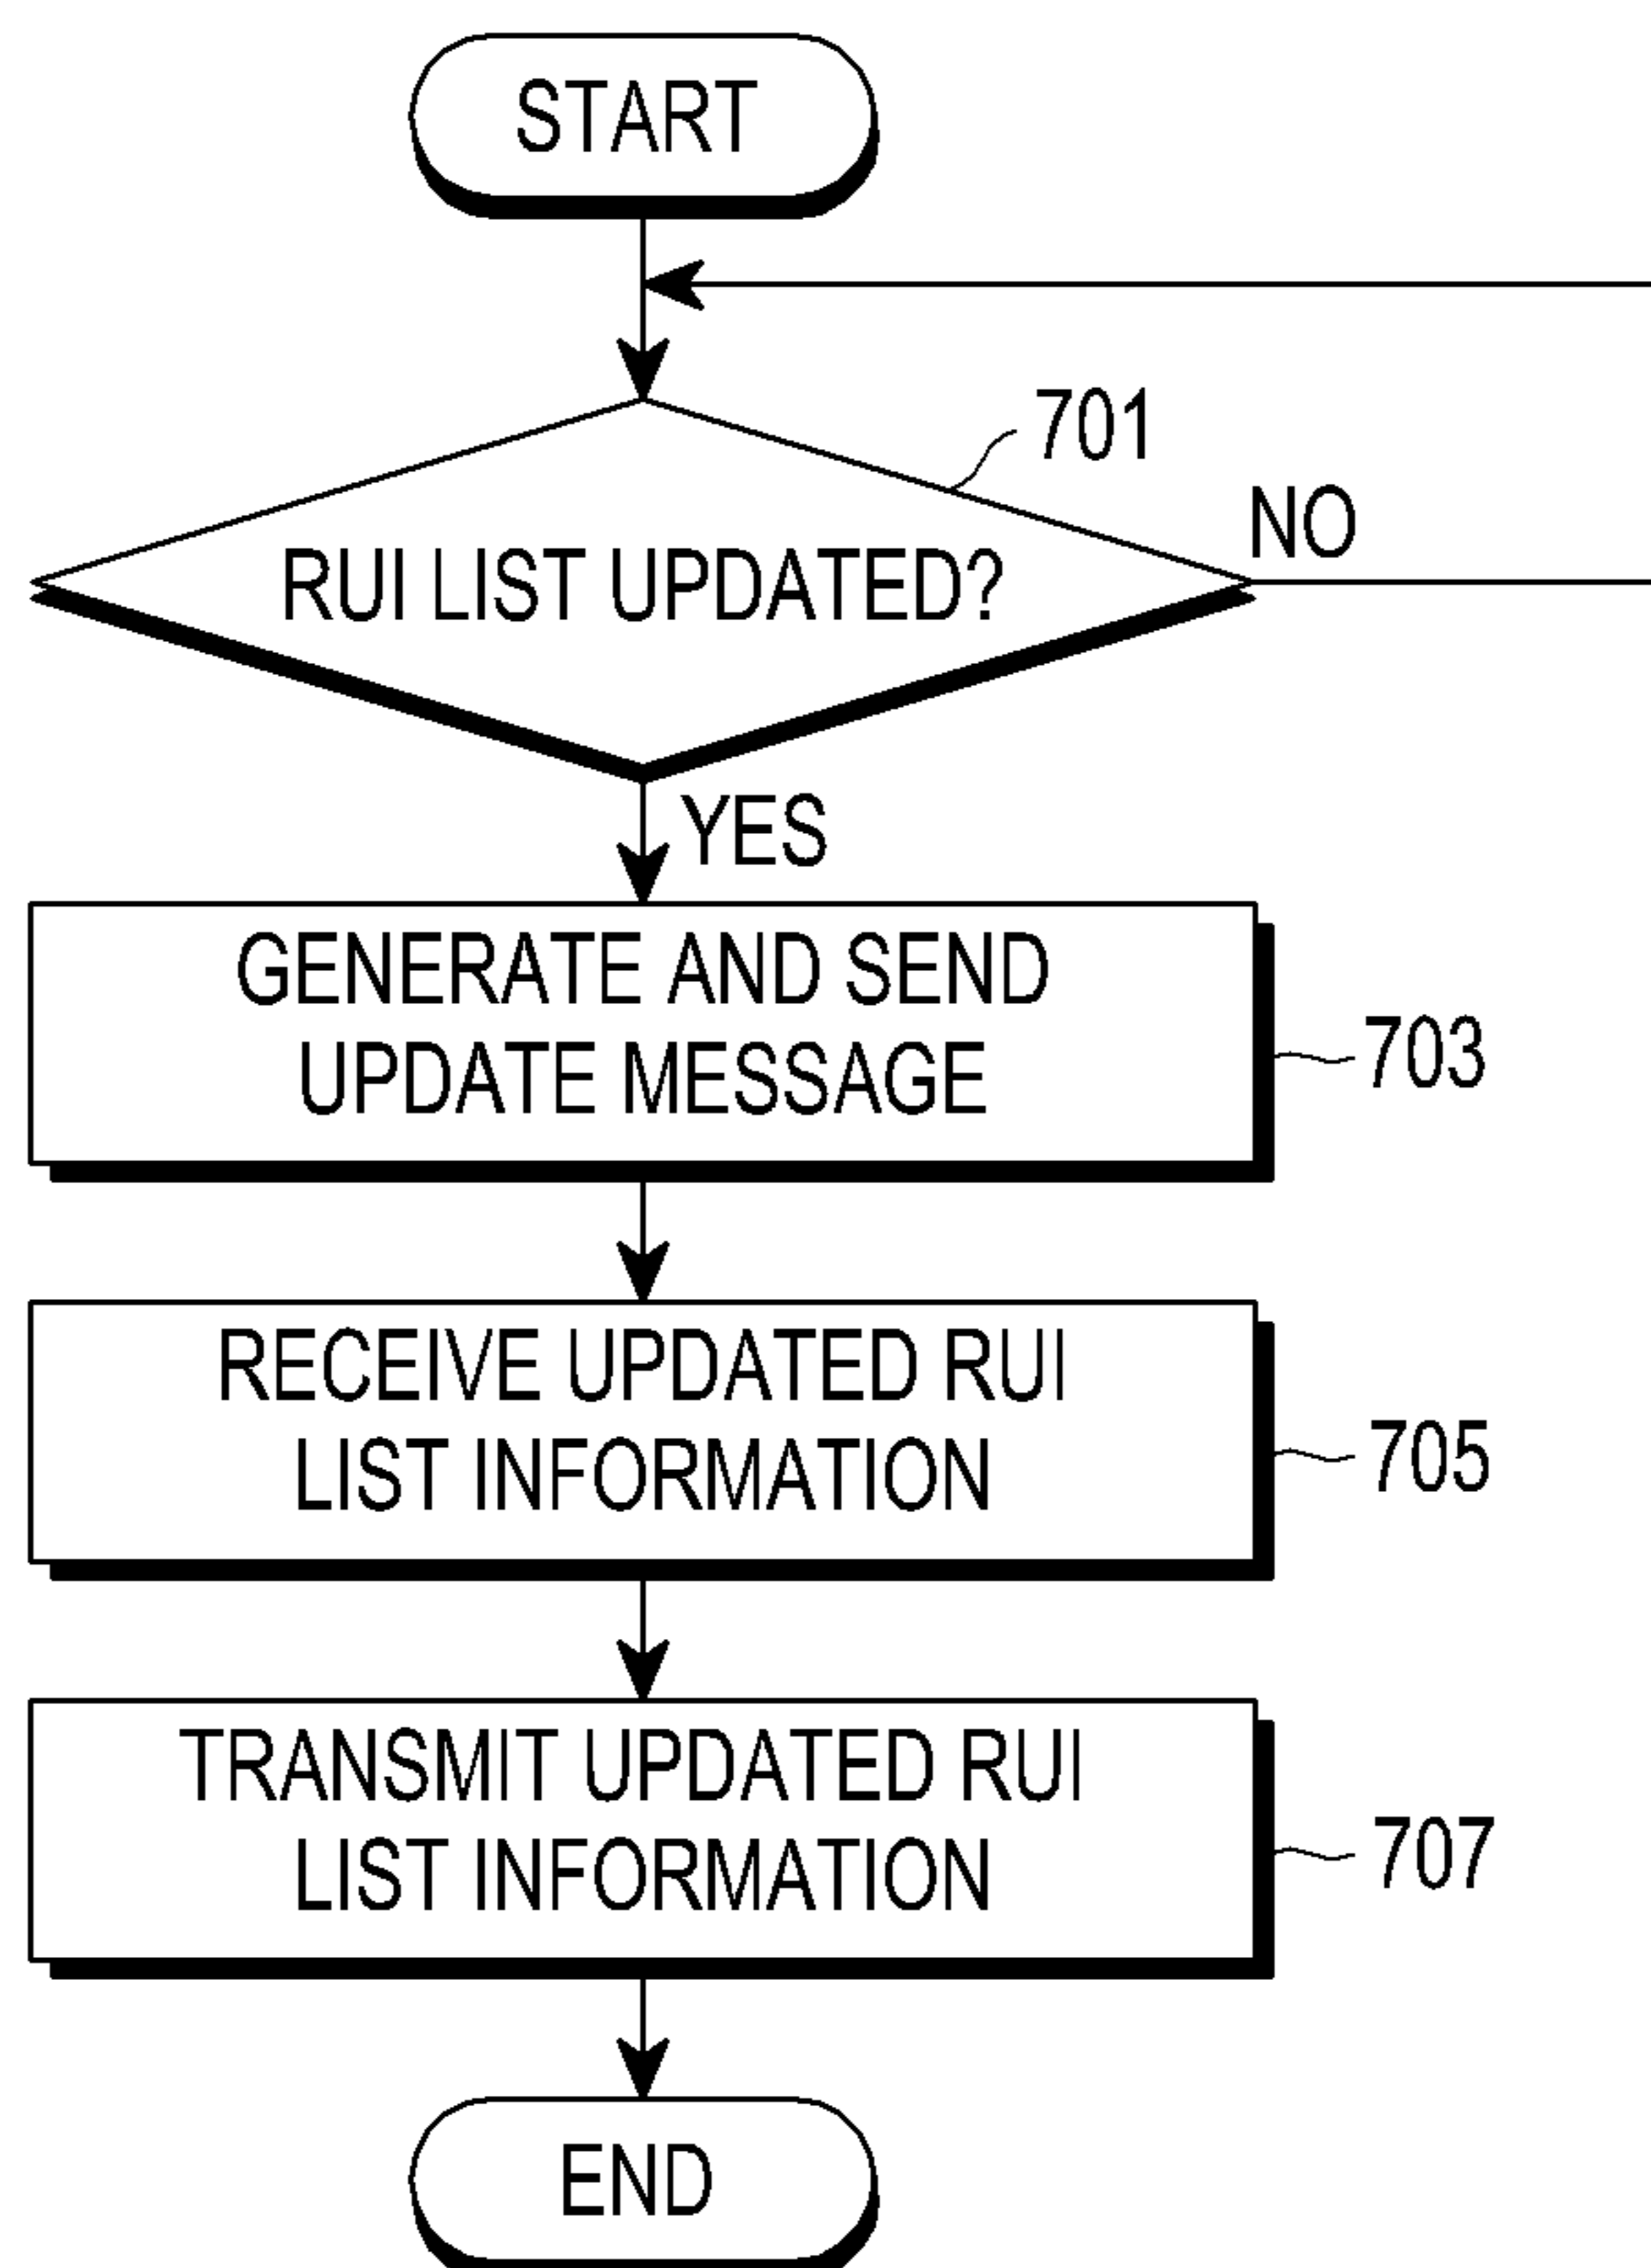 START
701
NO
RUI LIST UPDATED?
YES
GENERATE AND SEND
UPDATE MESSAGE
703
RECEIVE UPDATED RUI
LIST INFORMATION
705
TRANSMIT UPDATED RUI
LIST INFORMATION
707
END